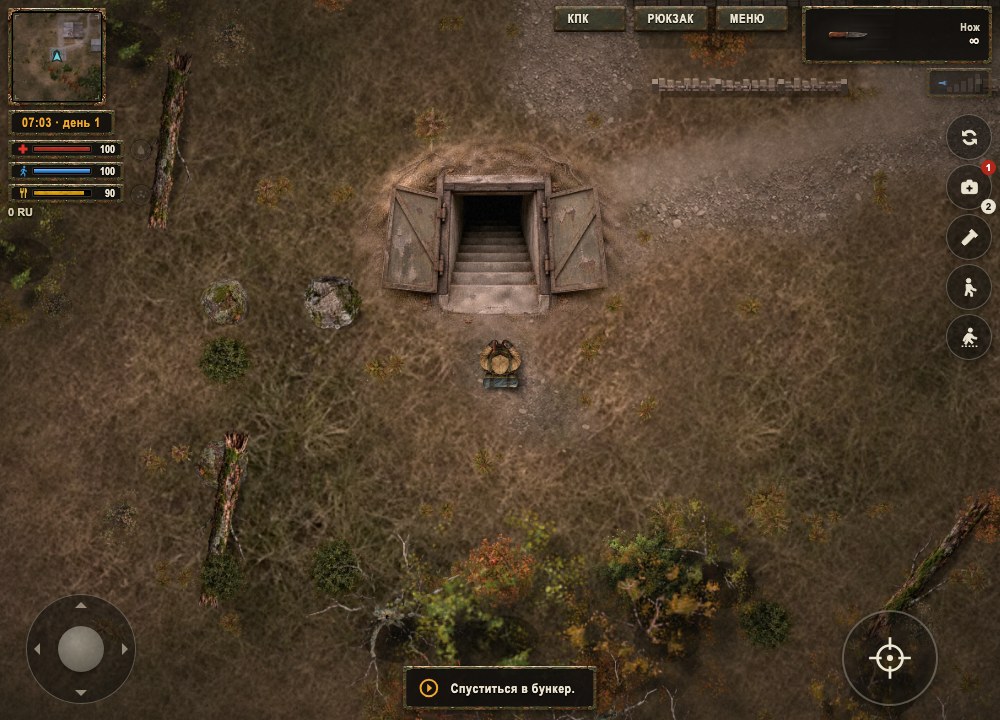 КПК
РЮКЗАК
МЕНЮ
Нож
∞
07:03 · день 1
100
100
90
0 RU
1
2
Спуститься в бункер.